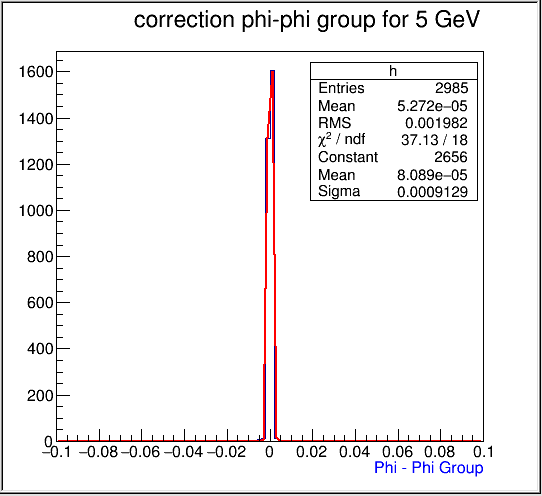 correction phi-phi group for 5 GeV
h
Entries 2985
Mean 5.272e−05
RMS 0.001982
χ² / ndf 37.13 / 18
Constant 2656
Mean 8.089e−05
Sigma 0.0009129
1600
1400
1200
1000
800
600
400
200
0
−0.1 −0.08 −0.06 −0.04 −0.02 0 0.02 0.04 0.06 0.08 0.1
Phi - Phi Group